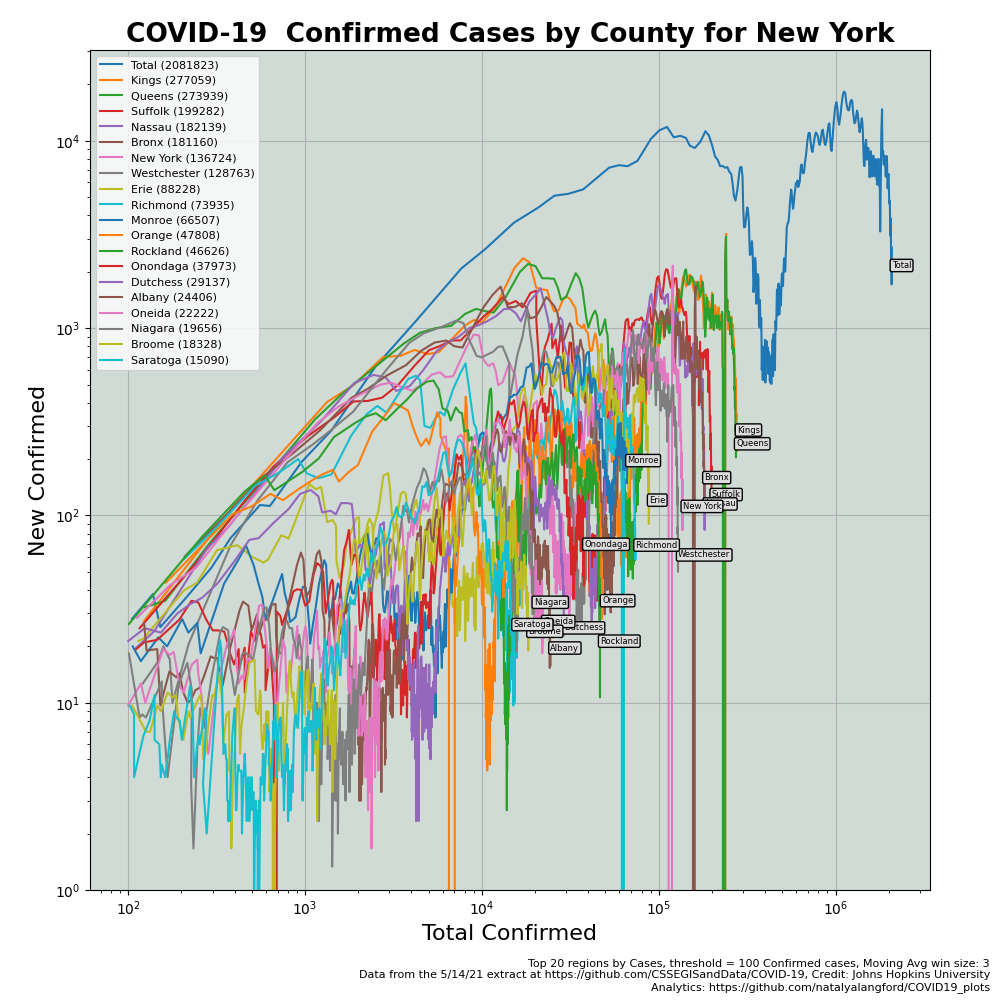 COVID-19  Confirmed Cases by County for New York
Total (2081823)
Kings (277059)
Queens (273939)
Suffolk (199282)
Nassau (182139)
Bronx (181160)
New York (136724)
Westchester (128763)
Erie (88228)
Richmond (73935)
Monroe (66507)
Orange (47808)
Rockland (46626)
Onondaga (37973)
Dutchess (29137)
Albany (24406)
Oneida (22222)
Niagara (19656)
Broome (18328)
Saratoga (15090)
New Confirmed
10^4
10^3
10^2
10^1
10^0
Total
Kings
Queens
Monroe
Bronx
Suffolk
Erie
New York
Onondaga
Richmond
Westchester
Niagara
Orange
Saratoga
Rockland
Albany
10^2
10^3
10^4
10^5
10^6
Total Confirmed
Top 20 regions by Cases, threshold = 100 Confirmed cases, Moving Avg win size: 3
Data from the 5/14/21 extract at https://github.com/CSSEGISandData/COVID-19, Credit: Johns Hopkins University
Analytics: https://github.com/natalyalangford/COVID19_plots